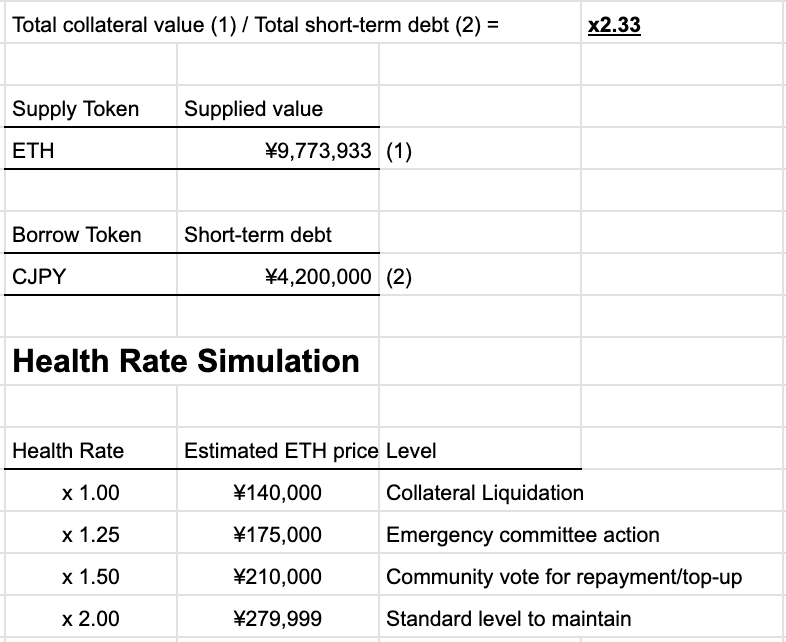 Total collateral value (1) / Total short-term debt (2) = x2.33
Supply Token Supplied value
ETH ¥9,773,933 (1)
Borrow Token Short-term debt
CJPY ¥4,200,000 (2)
Health Rate Simulation
Health Rate Estimated ETH price Level
x 1.00 ¥140,000 Collateral Liquidation
x 1.25 ¥175,000 Emergency committee action
x 1.50 ¥210,000 Community vote for repayment/top-up
x 2.00 ¥279,999 Standard level to maintain